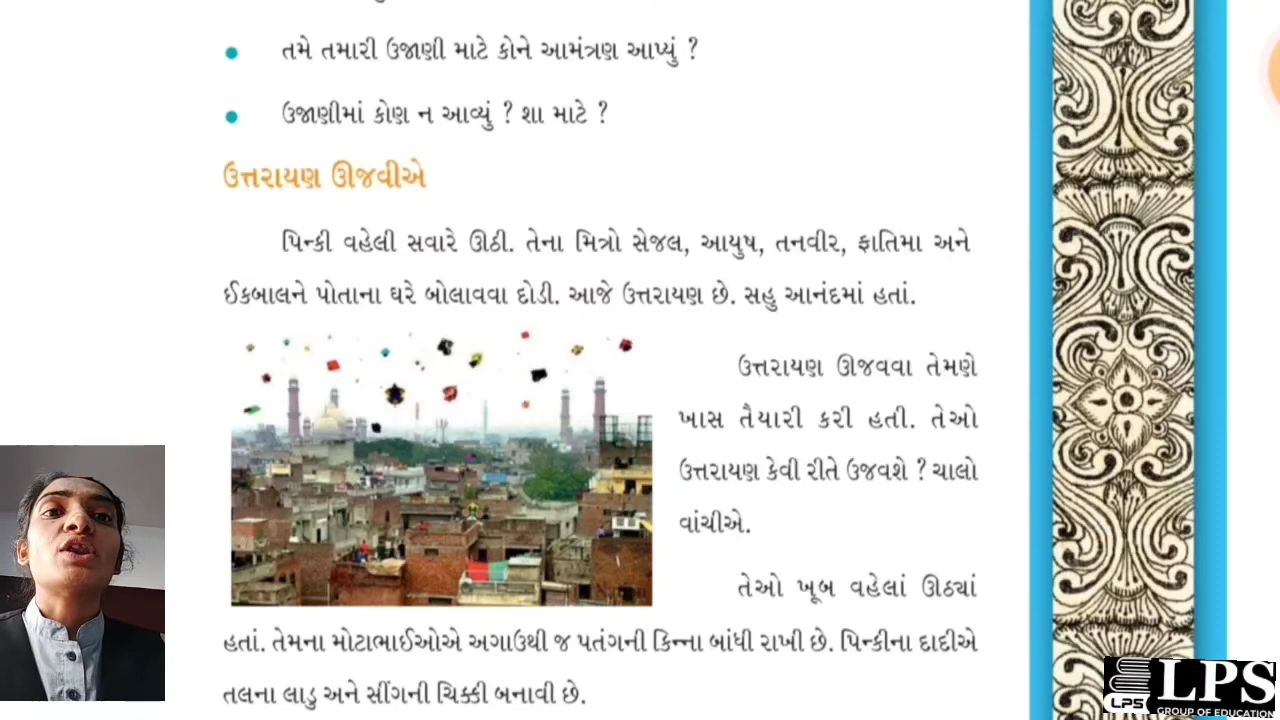 તમે તમારી ઉજાણી માટે કોને આમંત્રણ આપ્યું ?
ઉજાણીમાં કોણ ન આવ્યું ? શા માટે ?
ઉત્તરાયણ ઊજવીએ
પિન્કી વહેલી સવારે ઊઠી. તેના મિત્રો સેજલ, આયુષ, તનવીર, ફાતિમા અને
ઈકબાલને પોતાના ઘરે બોલાવવા દોડી. આજે ઉત્તરાયણ છે. સહુ આનંદમાં હતાં.
ઉત્તરાયણ ઊજવવા તેમણે
ખાસ તૈયારી કરી હતી. તેઓ
ઉત્તરાયણ કેવી રીતે ઉજવશે ? ચાલો
વાંચીએ.
તેઓ ખૂબ વહેલાં ઊઠ્યાં
હતાં. તેમના મોટાભાઈઓએ અગાઉથી જ પતંગની કિન્ના બાંધી રાખી છે. પિન્કીના દાદીએ
તલના લાડુ અને સીંગની ચિક્કી બનાવી છે.
LPS
LPS
GROUP OF EDUCATION